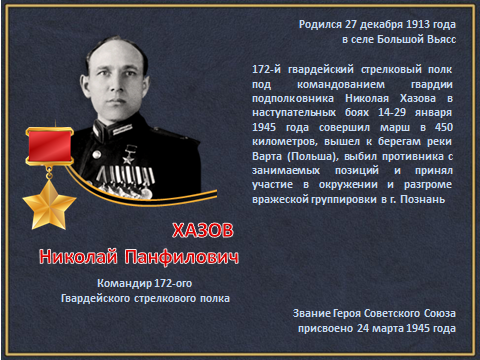 Родился 27 декабря 1913 года
в селе Большой Вьясс
172-й гвардейский стрелковый полк
под командованием гвардии
подполковника Николая Хазова в
наступательных боях 14-29 января
1945 года совершил марш в 450
километров, вышел к берегам реки
Варта (Польша), выбил противника с
занимаемых позиций и принял
участие в окружении и разгроме
вражеской группировки в г. Познань
ХАЗОВ
Николай Панфилович
Командир 172-ого
Гвардейского стрелкового полка
Звание Героя Советского Союза
присвоено 24 марта 1945 года